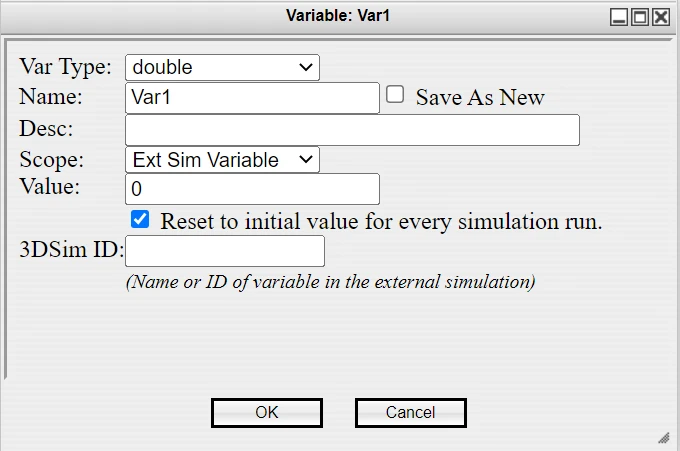 Variable: Var1
Var Type: double
Name: Var1 Save As New
Desc:
Scope: Ext Sim Variable
Value: 0
Reset to initial value for every simulation run.
3DSim ID:
(Name or ID of variable in the external simulation)
OK Cancel